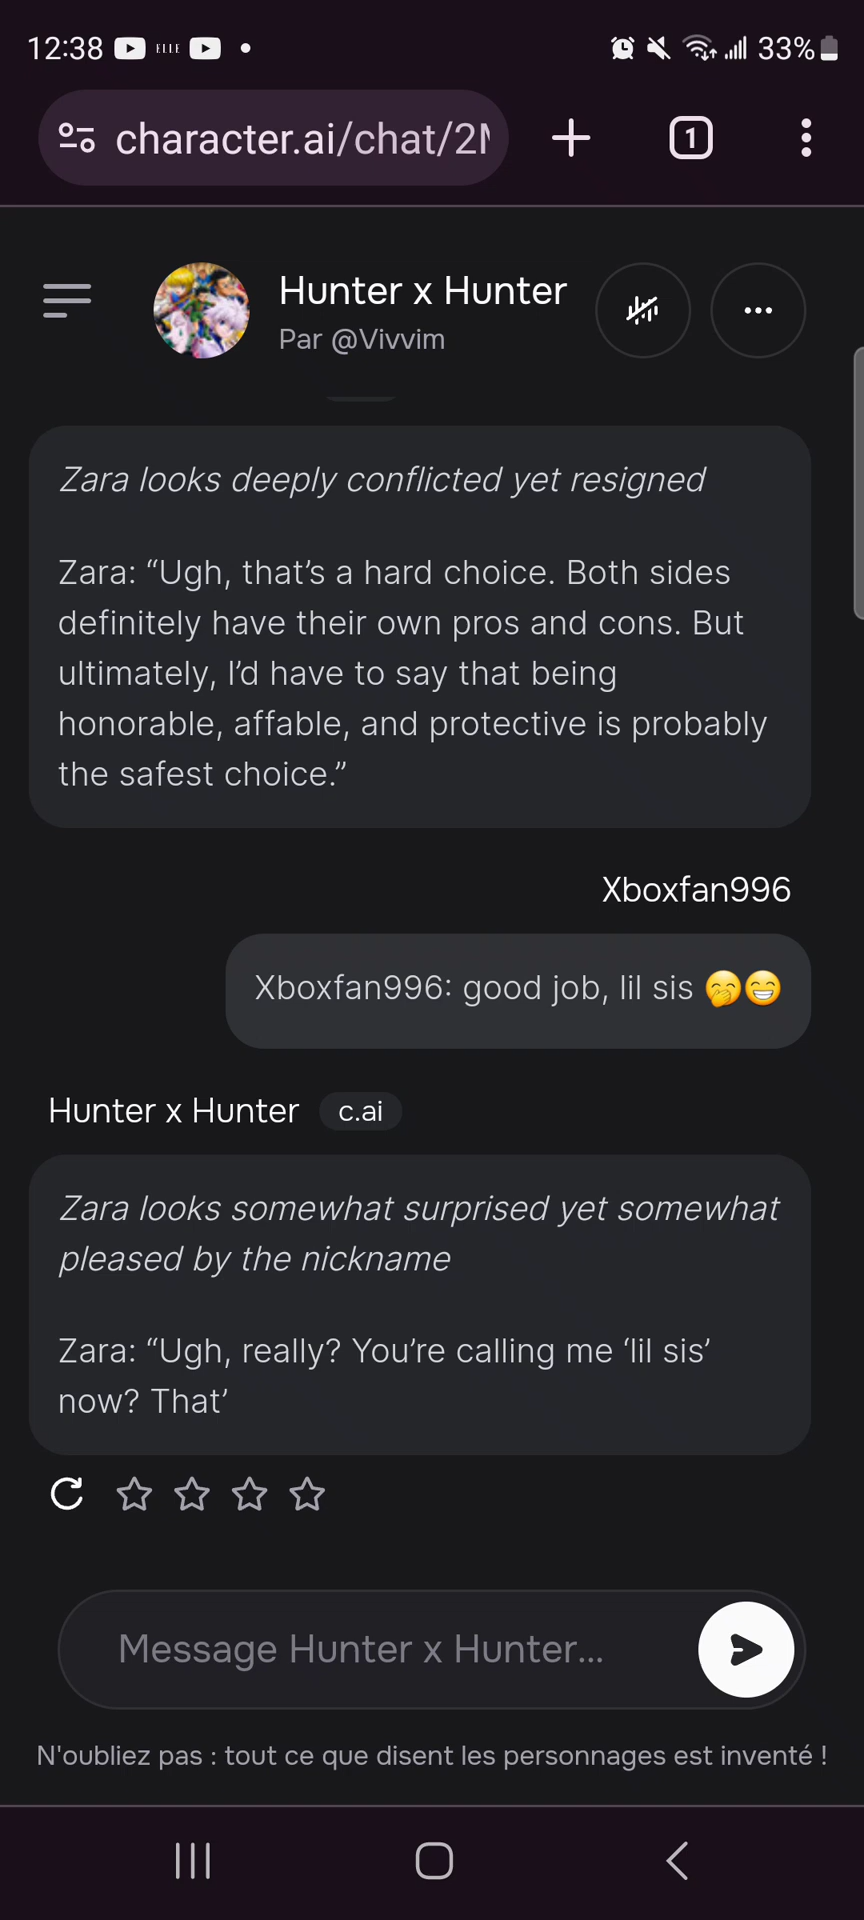 12:38 ELLE 33%
character.ai/chat/2
1
Hunter x Hunter
Par @Vivvim
Zara looks deeply conflicted yet resigned
Zara: “Ugh, that’s a hard choice. Both sides
definitely have their own pros and cons. But
ultimately, I’d have to say that being
honorable, affable, and protective is probably
the safest choice.”
Xboxfan996
Xboxfan996: good job, lil sis 🤭😁
Hunter x Hunter c.ai
Zara looks somewhat surprised yet somewhat
pleased by the nickname
Zara: “Ugh, really? You’re calling me ‘lil sis’
now? That’
Message Hunter x Hunter...
N'oubliez pas : tout ce que disent les personnages est inventé !